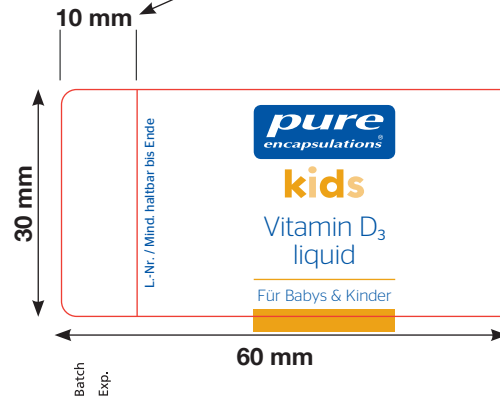 10 mm
30 mm
L.-Nr. / Mind. haltbar bis Ende
pure
encapsulations®
kids
Vitamin D₃
liquid
Für Babys & Kinder
60 mm
Batch
Exp.